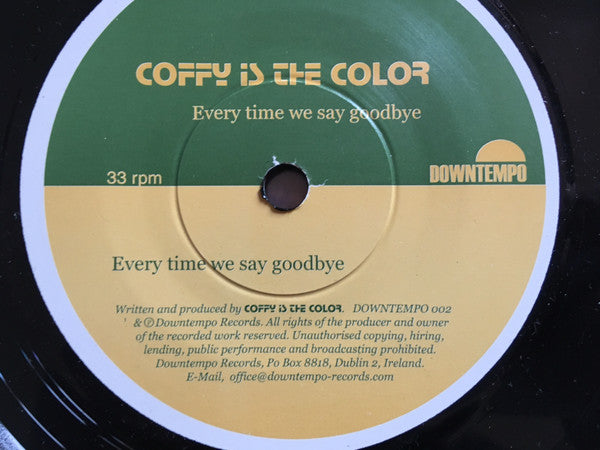 COFFY iS THE COLOR
Every time we say goodbye
33 rpm
DOWNTEMPO
Every time we say goodbye
Written and produced by COFFY iS THE COLOR. DOWNTEMPO 002
& ℗Downtempo Records. All rights of the producer and owner
of the recorded work reserved. Unauthorised copying, hiring,
lending, public performance and broadcasting prohibited.
Downtempo Records, Po Box 8818, Dublin 2, Ireland.
E-Mail, office@downtempo-records.com